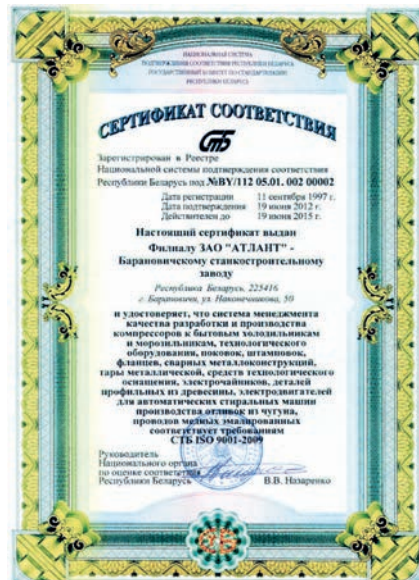 НАЦИОНАЛЬНАЯ СИСТЕМА
ПОДТВЕРЖДЕНИЯ СООТВЕТСТВИЯ РЕСПУБЛИКИ БЕЛАРУСЬ
ГОСУДАРСТВЕННЫЙ КОМИТЕТ ПО СТАНДАРТИЗАЦИИ
РЕСПУБЛИКИ БЕЛАРУСЬ
СЕРТИФИКАТ СООТВЕТСТВИЯ
СТБ
Зарегистрирован в Реестре
Национальной системы подтверждения соответствия
Республики Беларусь под №BY/112 05.01. 002 00002
Дата регистрации 11 сентября 1997 г.
Дата подтверждения 19 июня 2012 г.
Действителен до 19 июня 2015 г.
Настоящий сертификат выдан
Филиалу ЗАО "АТЛАНТ" -
Барановичскому станкостроительному
заводу
Республика Беларусь, 225416
г. Барановичи, ул. Наконечникова, 50
и удостоверяет, что система менеджмента
качества разработки и производства
компрессоров к бытовым холодильникам
и морозильникам, технологического
оборудования, поковок, штамповок,
фланцев, сварных металлоконструкций,
тары металлической, средств технологического
оснащения, электрочайников, деталей
профильных из древесины, электродвигателей
для автоматических стиральных машин
производства отливок из чугуна,
проводов медных эмалированных
соответствует требованиям
СТБ ISO 9001-2009
Руководитель
Национального органа
по оценке соответствия
Республики Беларусь В.В. Назаренко